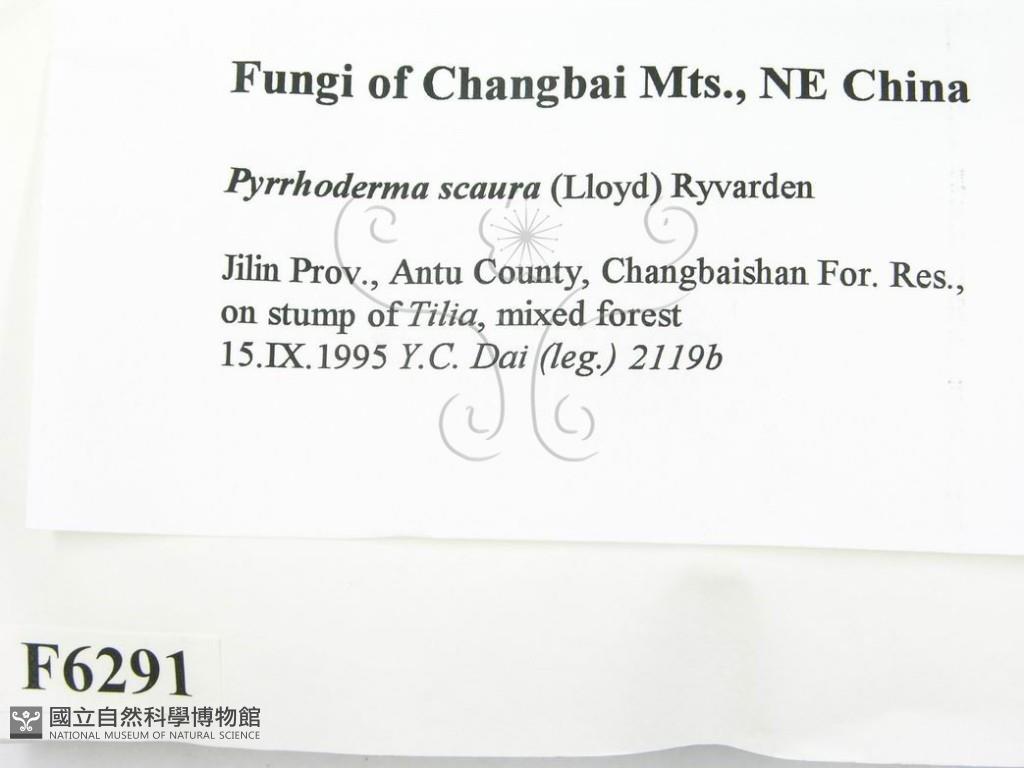 Fungi of Changbai Mts., NE China
Pyrrhoderma scaura (Lloyd) Ryvarden
Jilin Prov., Antu County, Changbaishan For. Res.,
on stump of Tilia, mixed forest
15.IX.1995 Y.C. Dai (leg.) 2119b
F6291
國立自然科學博物館
NATIONAL MUSEUM OF NATURAL SCIENCE